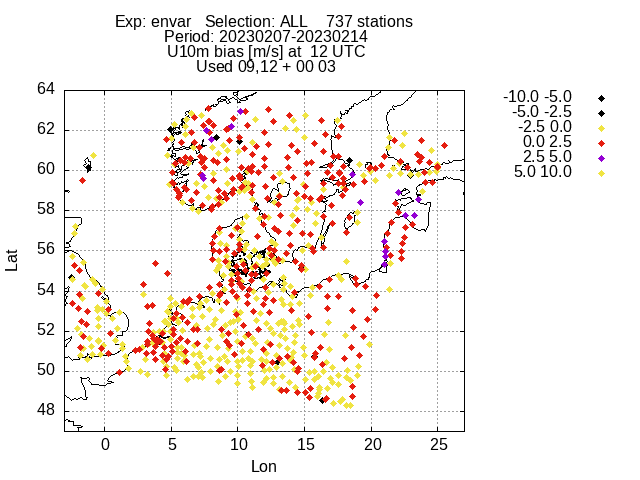 Exp: envar   Selection: ALL    737 stations
Period: 20230207-20230214
U10m bias [m/s] at  12 UTC
Used 09,12 + 00 03
-10.0 -5.0
-5.0 -2.5
-2.5 0.0
0.0 2.5
2.5 5.0
5.0 10.0
64
62
60
58
56
54
52
50
48
Lat
0 5 10 15 20 25
Lon